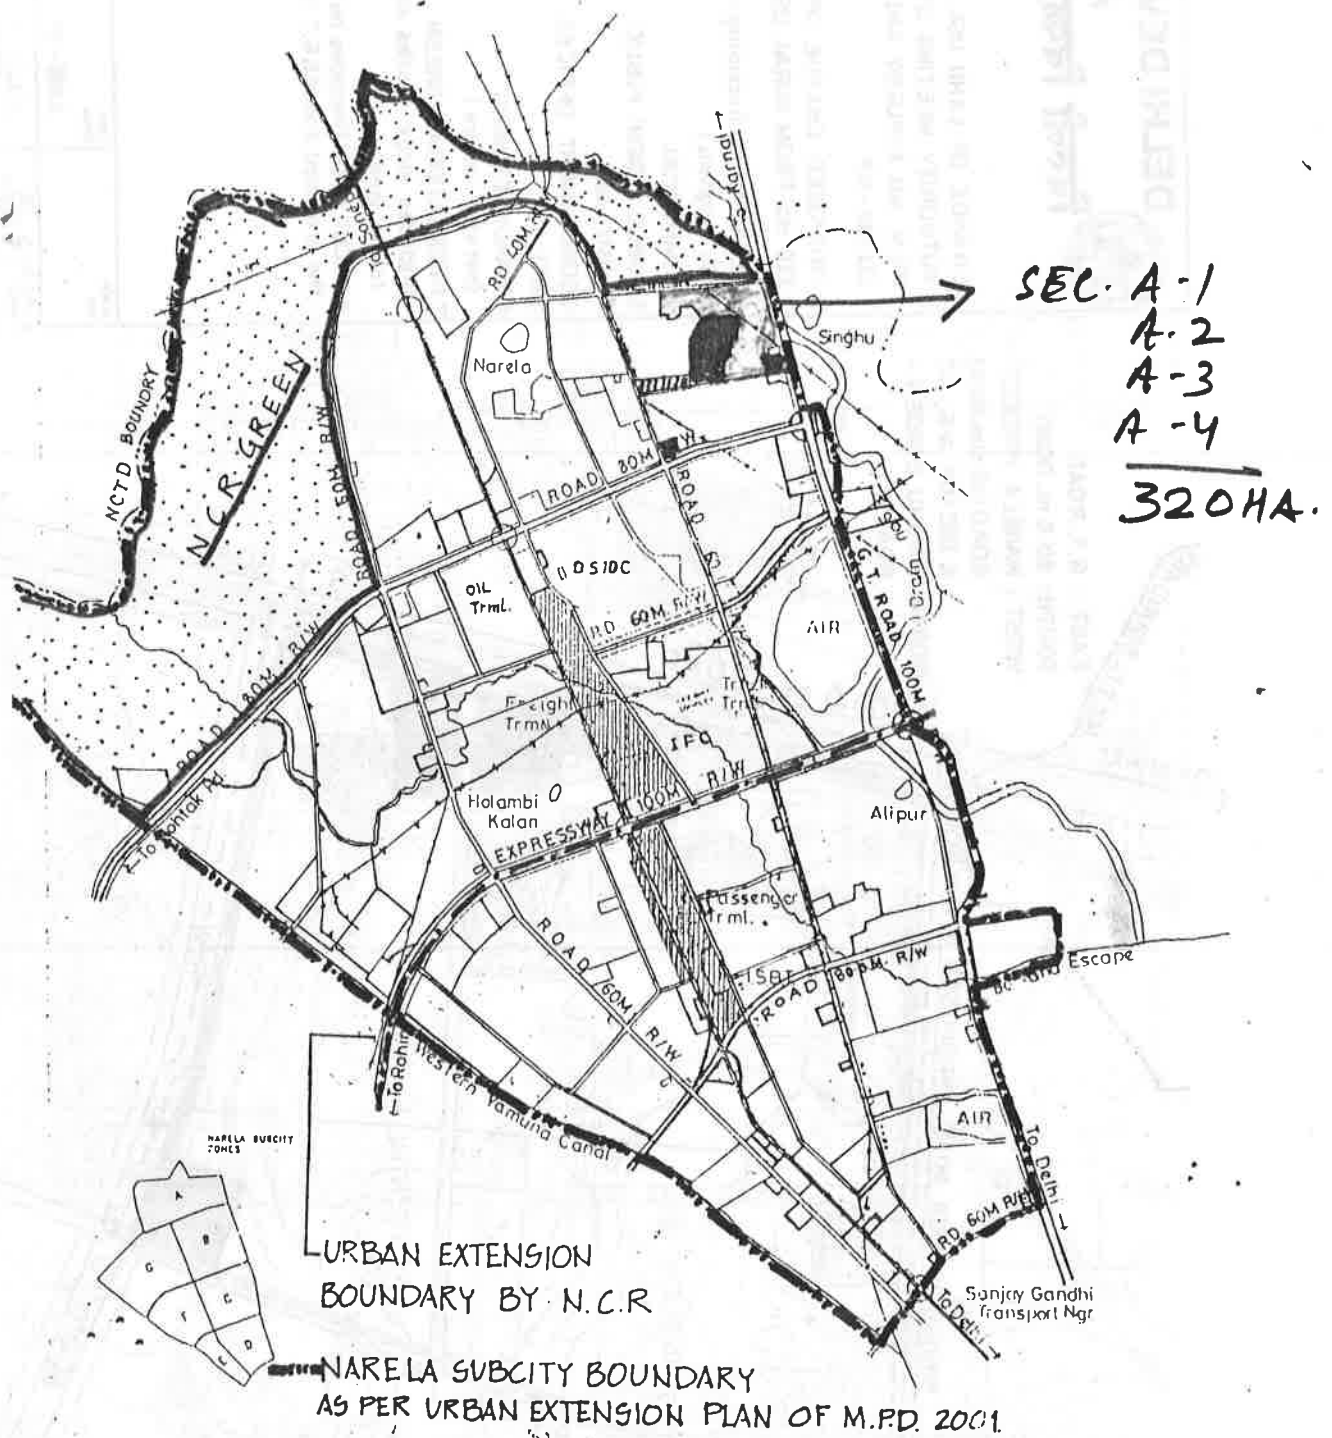 Karnal
To Sonepat
RD 40M R/W
SEC. A-1
A-2
A-3
A-4
320HA.
Singhu
Narela
NCTD BOUNDRY
N.C.R GREEN
ROAD 50M R/W
ROAD 80M R/W
ROAD
OIL
Trml.
DSIDC
RD 60M R/W
AIR
G. T. ROAD 100M
Freight
Trml.
IFC
ROAD 80M R/W
To Rohtak Rd
Holambi
Kalan
EXPRESSWAY 100M R/W
Alipur
Passenger
Trml.
ISBT
ROAD 60M R/W
ROAD 80M. R/W
Escape
To Rohini
Western Yamuna Canal
AIR
To Delhi
RD 60M R/W
Sanjay Gandhi
Transport Ngr
To Delhi
NARELA SUBCITY
ZONES
A
B
G
C
F
D
E
URBAN EXTENSION
BOUNDARY BY N.C.R
NARELA SUBCITY BOUNDARY
AS PER URBAN EXTENSION PLAN OF M.P.D. 2001.